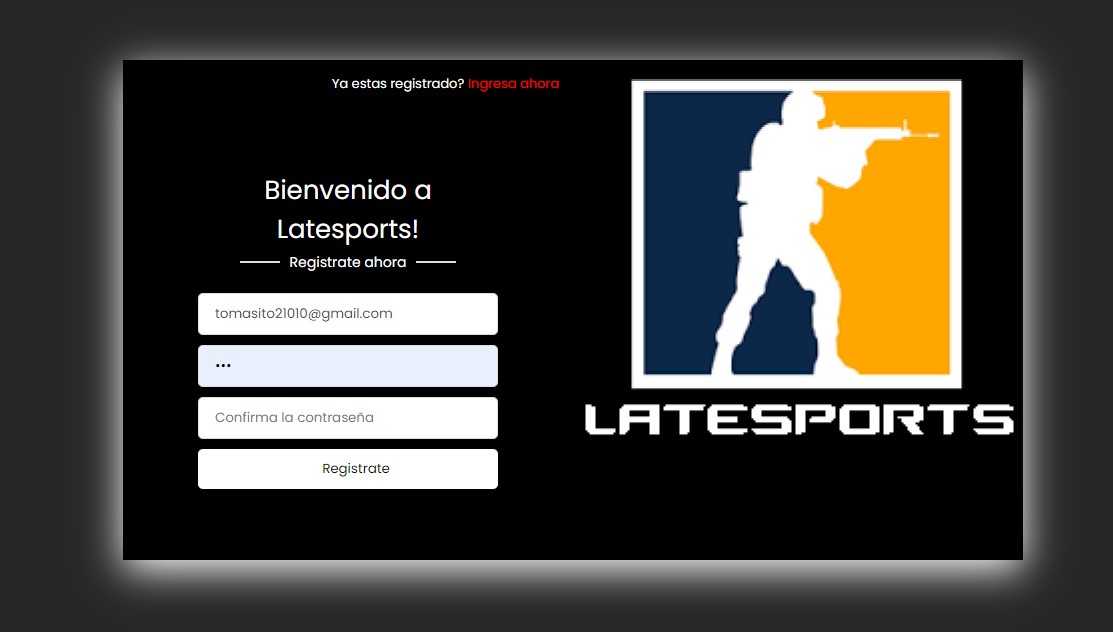 Ya estas registrado? Ingresa ahora
Bienvenido a
Latesports!
Registrate ahora
tomasito21010@gmail.com
•••
Confirma la contraseña
Registrate
LATESPORTS